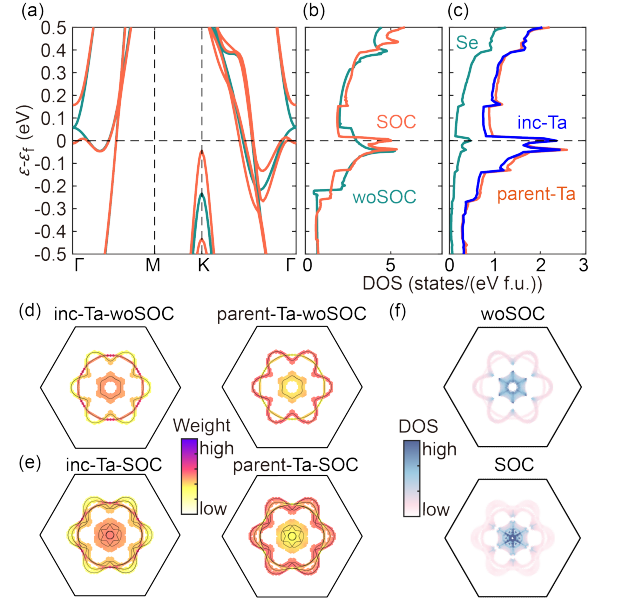 (a)
(b)
(c)
0.5
0.4
0.3
0.2
0.1
0
-0.1
-0.2
-0.3
-0.4
-0.5
ε-εf (eV)
Γ
M
K
Γ
SOC
woSOC
0
5
Se
inc-Ta
parent-Ta
0
1
2
3
DOS (states/(eV f.u.))
(d)
inc-Ta-woSOC
parent-Ta-woSOC
(f)
woSOC
Weight
high
low
DOS
high
low
(e)
inc-Ta-SOC
parent-Ta-SOC
SOC